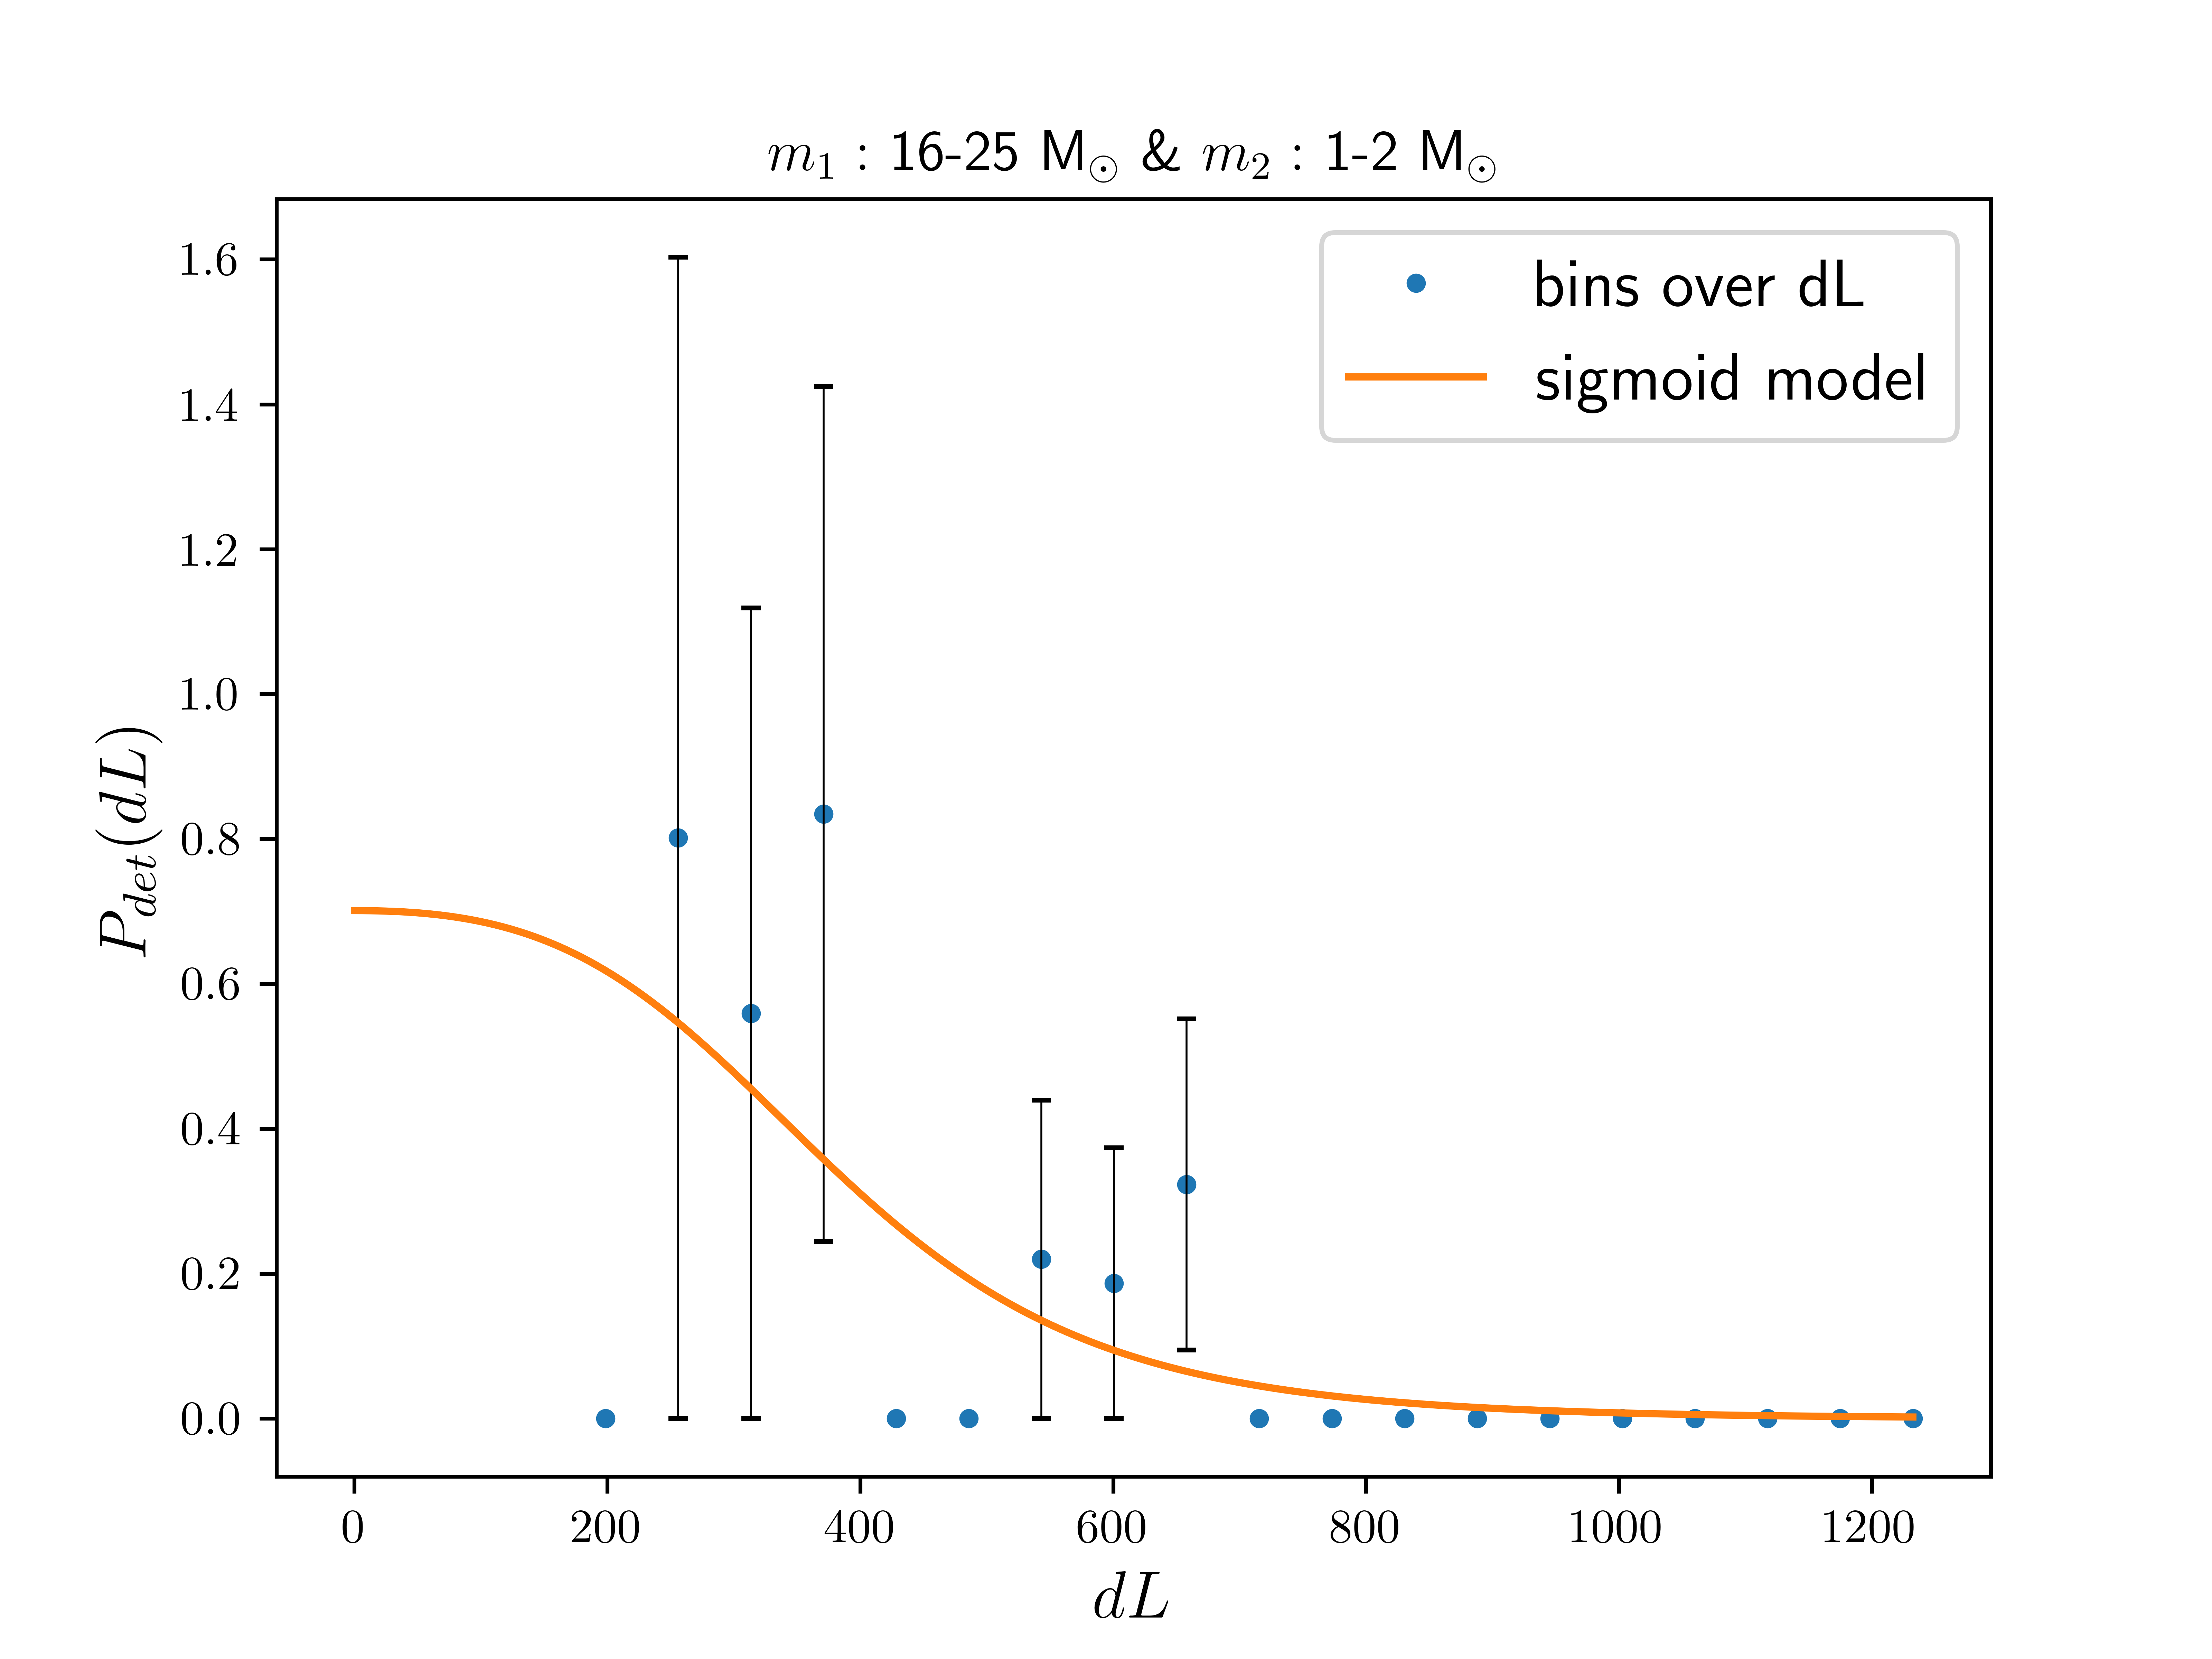 m₁ : 16-25 M⊙ & m₂ : 1-2 M⊙
bins over dL
sigmoid model
1.6
1.4
1.2
1.0
0.8
0.6
0.4
0.2
0.0
P_det(dL)
0 200 400 600 800 1000 1200
dL